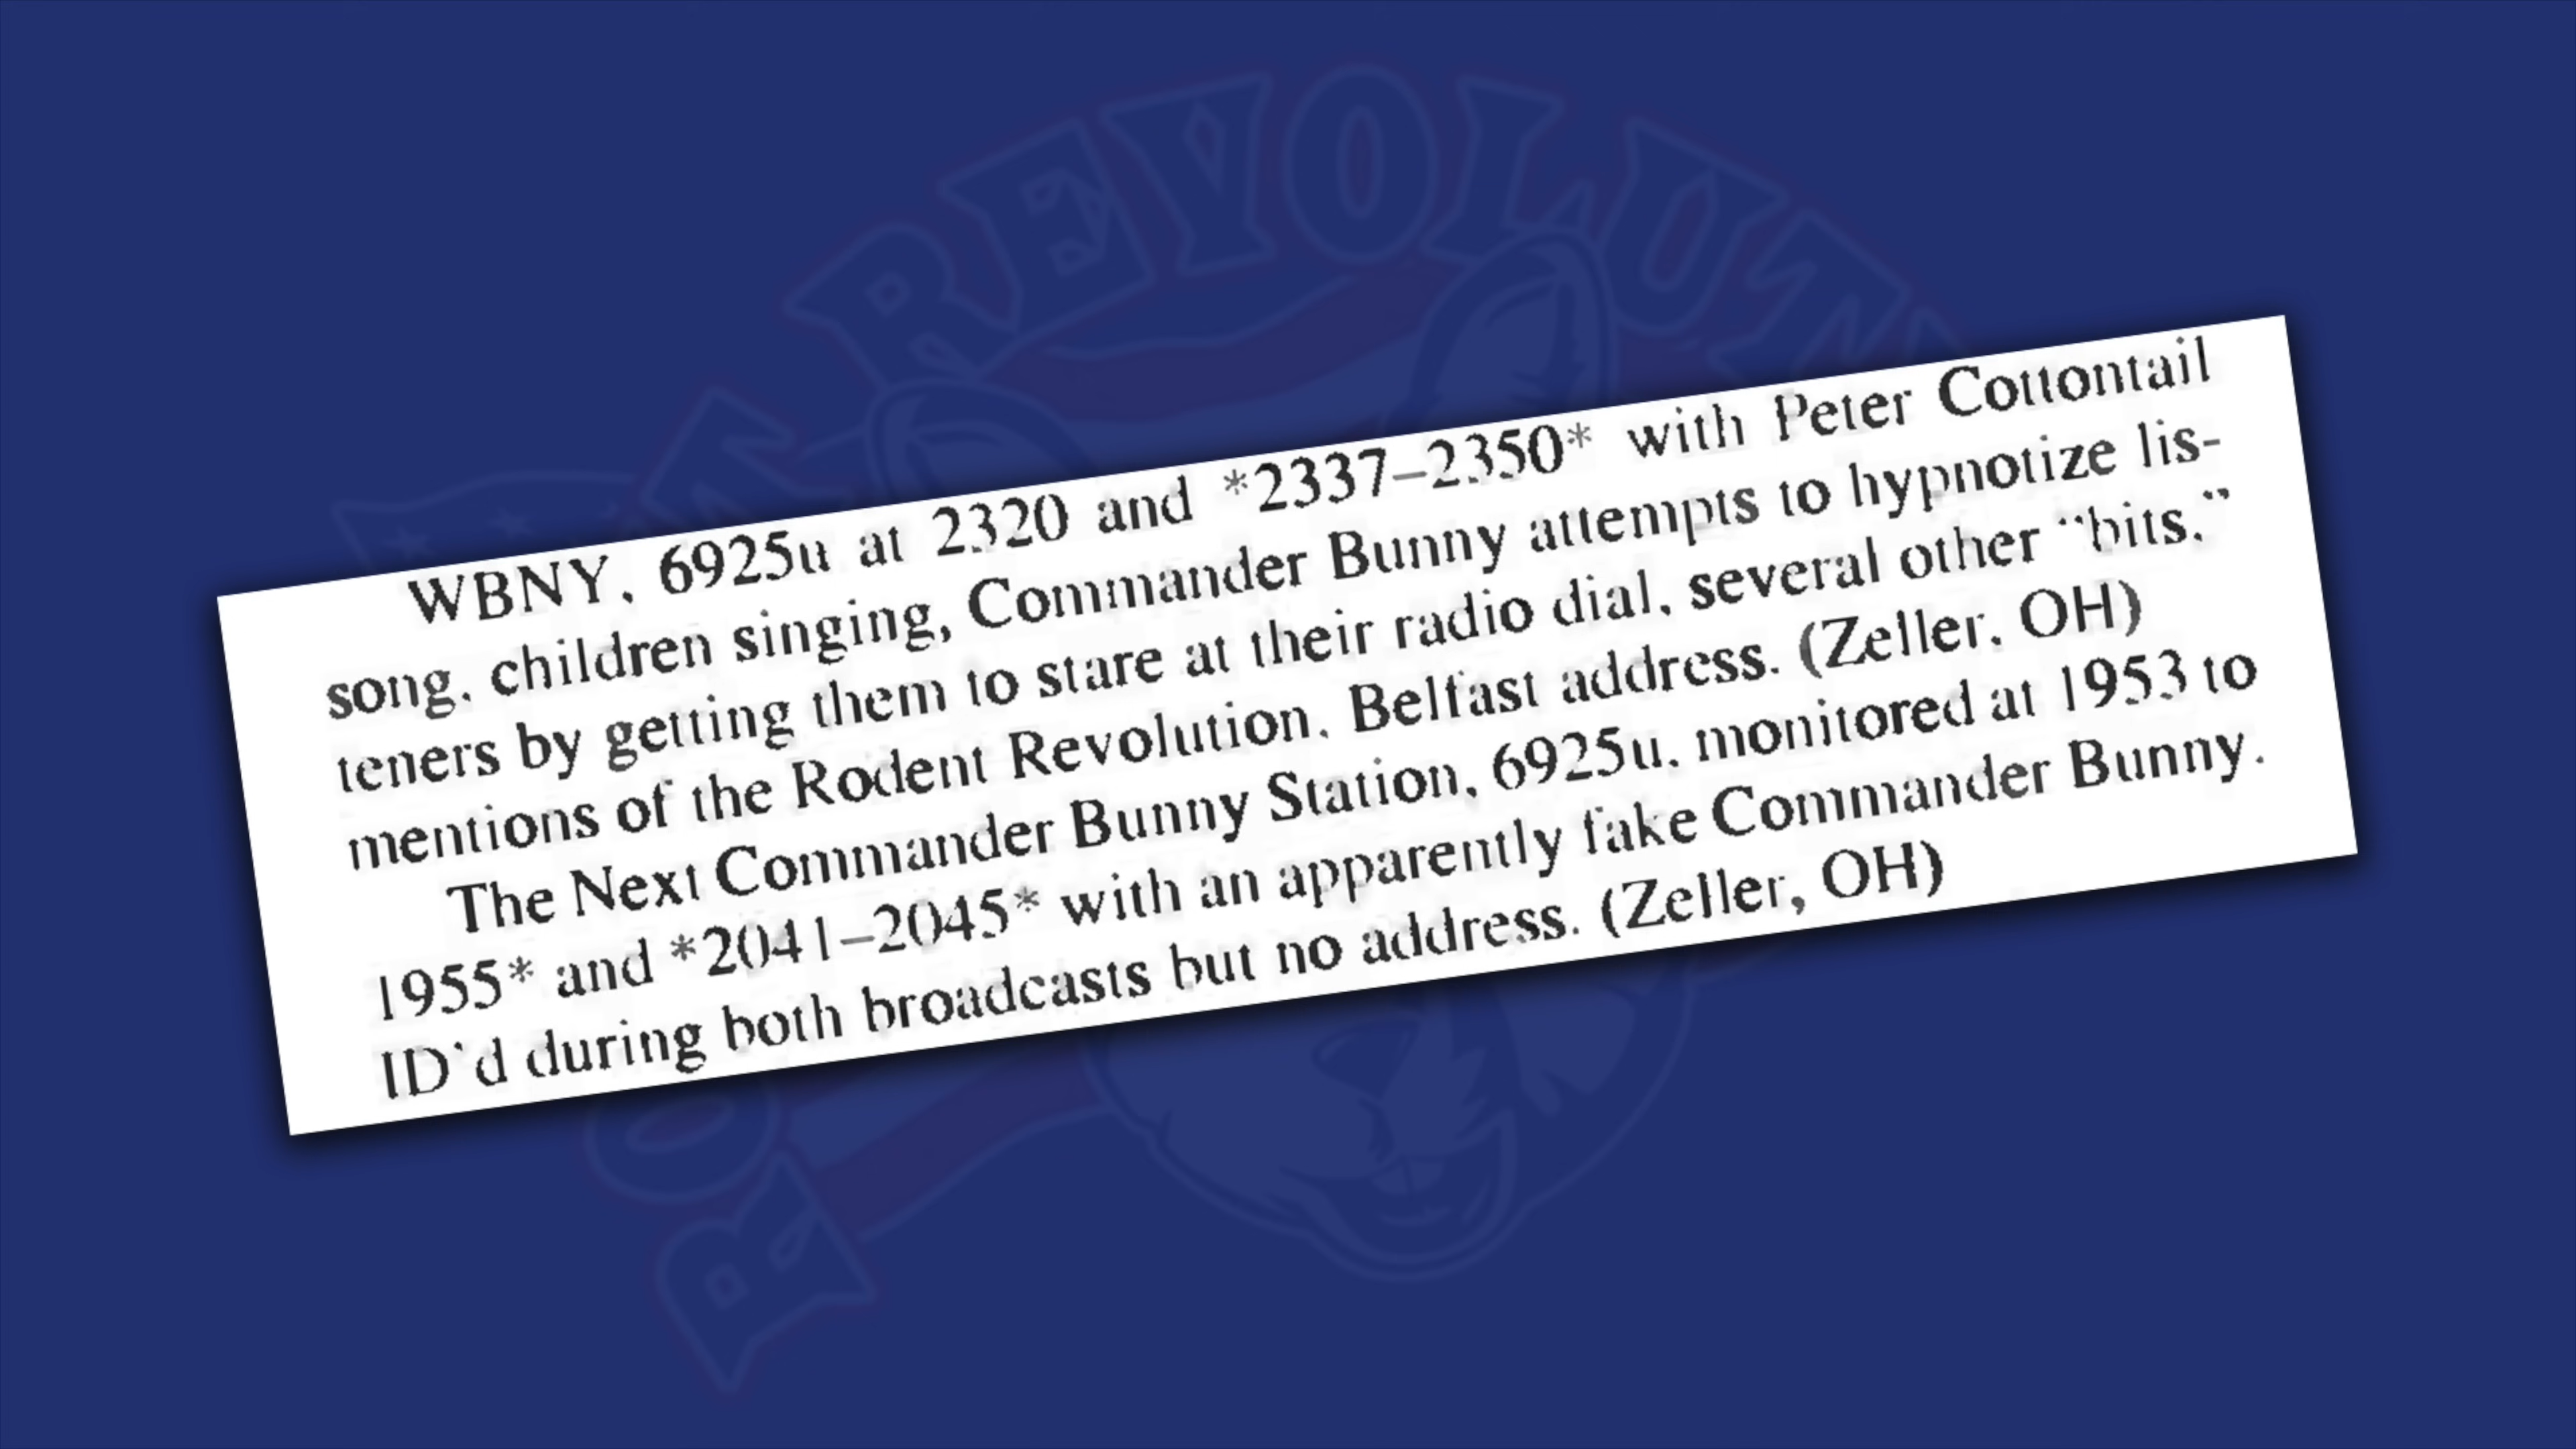 RODENT REVOLUTION
WBNY, 6925u at 2320 and *2337–2350* with Peter Cottontail
song, children singing, Commander Bunny attempts to hypnotize lis-
teners by getting them to stare at their radio dial, several other “bits,”
mentions of the Rodent Revolution. Belfast address. (Zeller, OH)
The Next Commander Bunny Station, 6925u, monitored at 1953 to
1955* and *2041–2045* with an apparently fake Commander Bunny.
ID'd during both broadcasts but no address. (Zeller, OH)